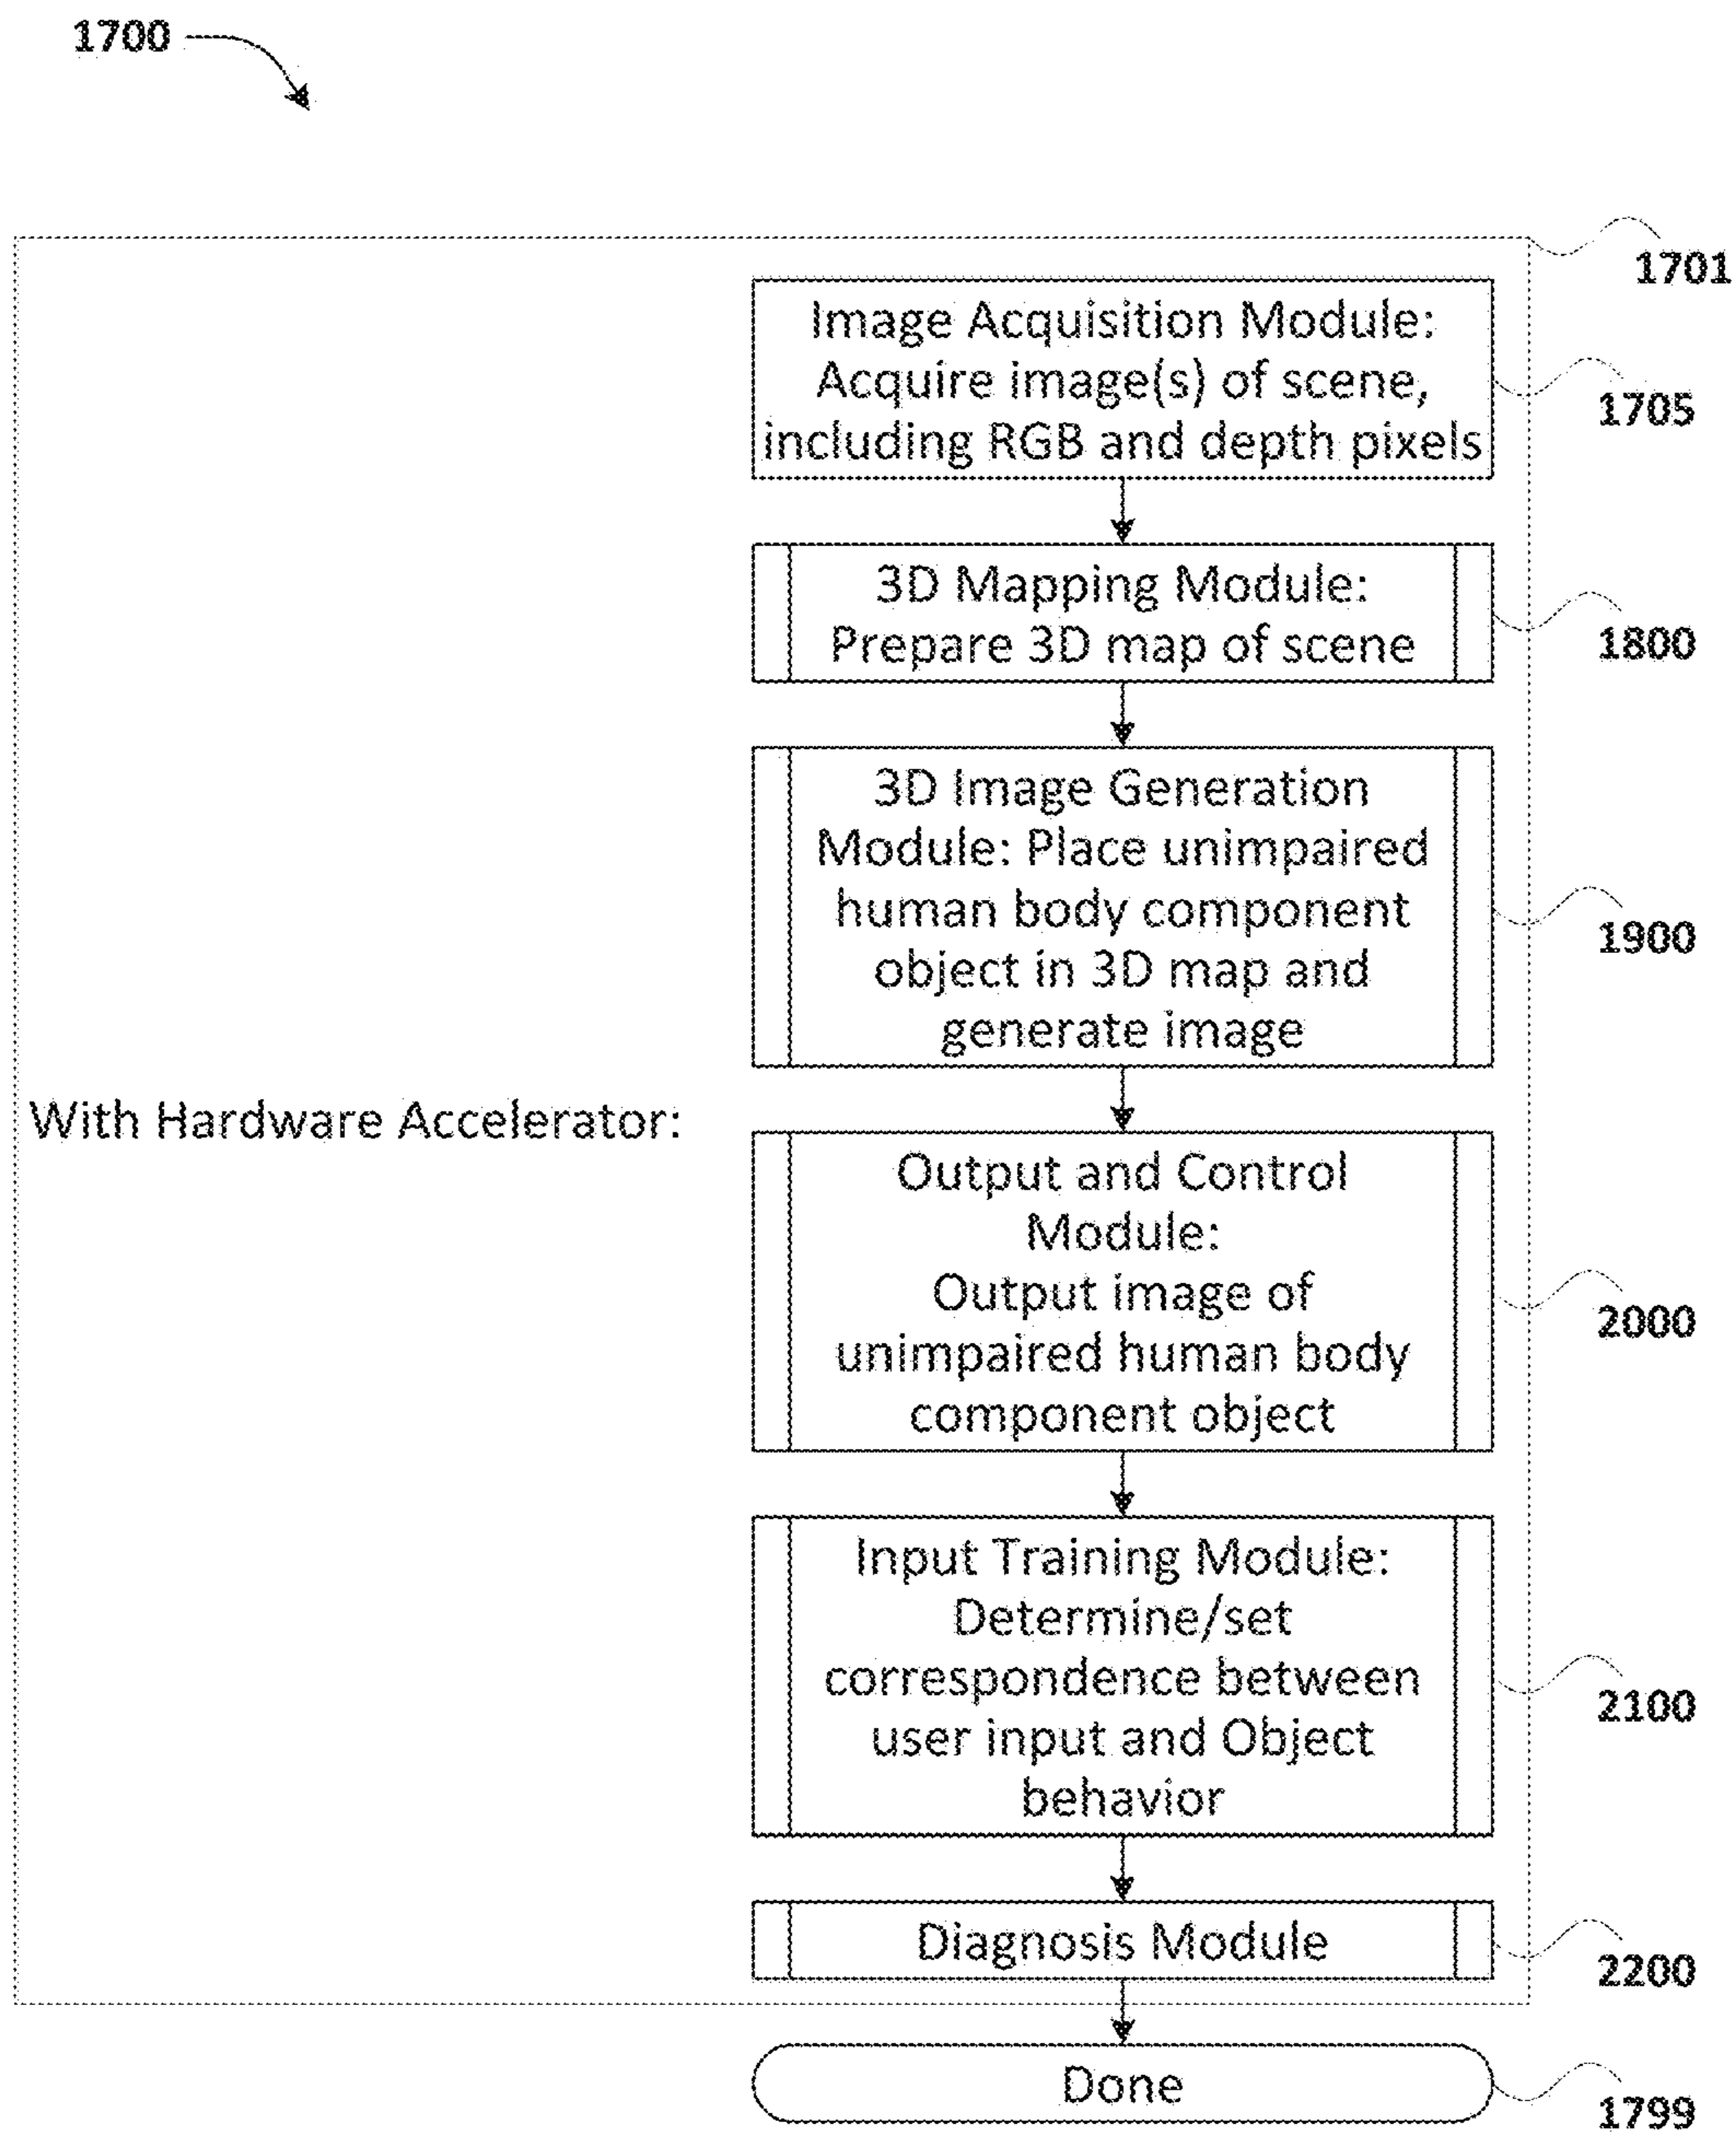 1700
1701
Image Acquisition Module:
Acquire image(s) of scene,
including RGB and depth pixels
1705
3D Mapping Module:
Prepare 3D map of scene
1800
3D Image Generation
Module: Place unimpaired
human body component
object in 3D map and
generate image
1900
With Hardware Accelerator:
Output and Control
Module:
Output image of
unimpaired human body
component object
2000
Input Training Module:
Determine/set
correspondence between
user input and Object
behavior
2100
Diagnosis Module
2200
Done
1799